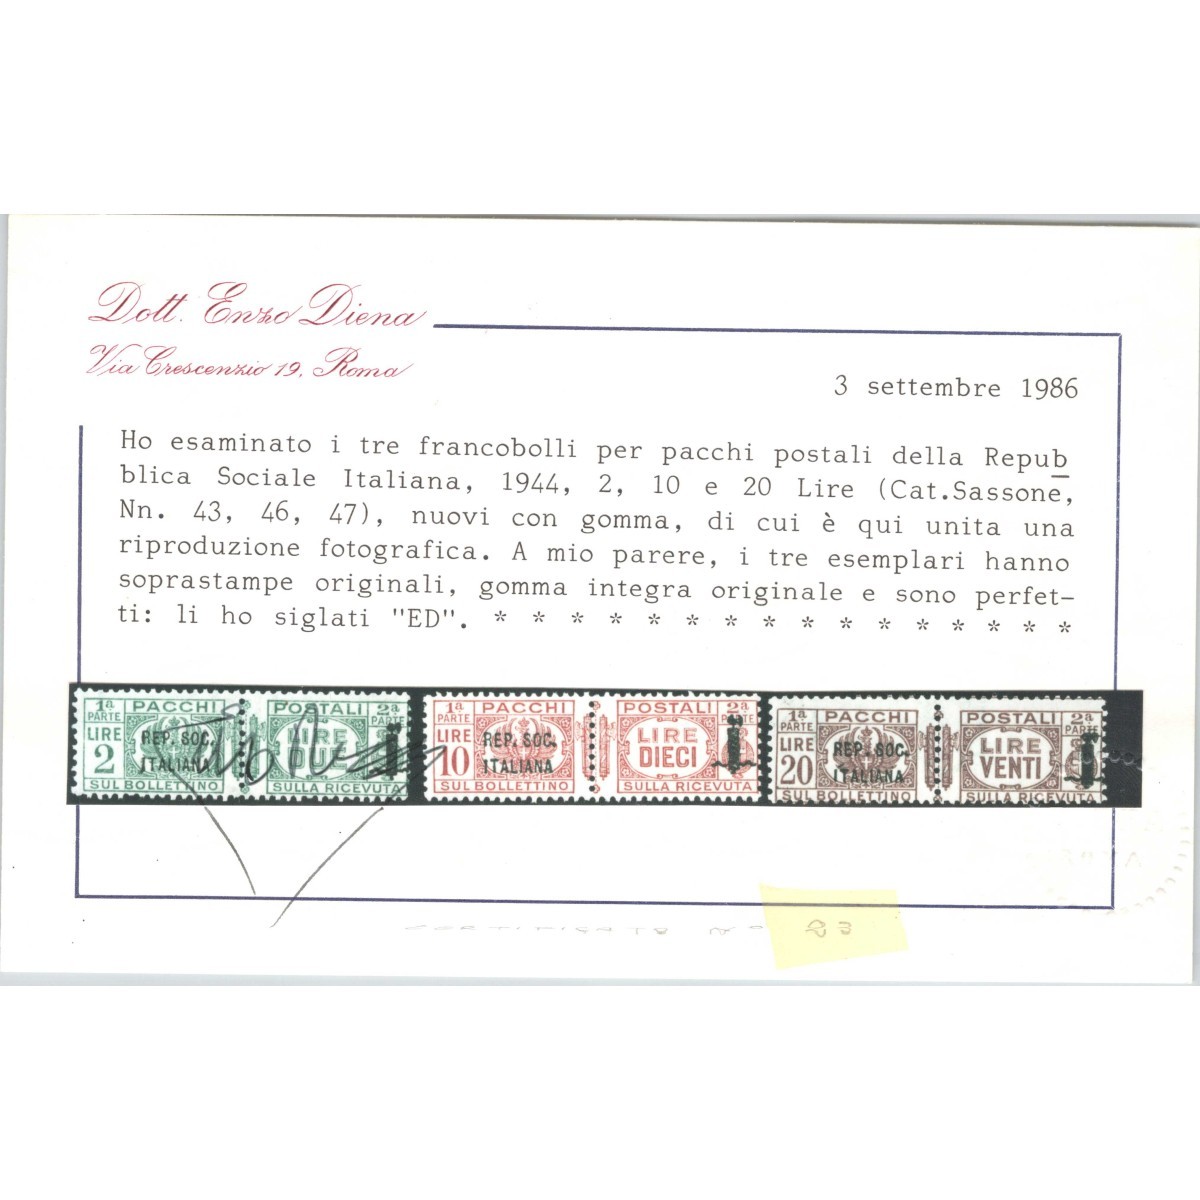 Dott. Enzo Diena
Via Crescenzio 19, Roma
3 settembre 1986
Ho esaminato i tre francobolli per pacchi postali della Repub
blica Sociale Italiana, 1944, 2, 10 e 20 Lire (Cat.Sassone,
Nn. 43, 46, 47), nuovi con gomma, di cui è qui unita una
riproduzione fotografica. A mio parere, i tre esemplari hanno
soprastampe originali, gomma integra originale e sono perfet-
ti: li ho siglati "ED". * * * * * * * * * * * * * * * *
1ª PARTE PACCHI POSTALI 2ª PARTE
LIRE 2 REP. SOC. ITALIANA LIRE DUE
SUL BOLLETTINO SULLA RICEVUTA
1ª PARTE PACCHI POSTALI 2ª PARTE
LIRE 10 REP. SOC. ITALIANA LIRE DIECI
SUL BOLLETTINO SULLA RICEVUTA
1ª PARTE PACCHI POSTALI 2ª PARTE
LIRE 20 REP. SOC. ITALIANA LIRE VENTI
SUL BOLLETTINO SULLA RICEVUTA
CERTIFICATO N° 23